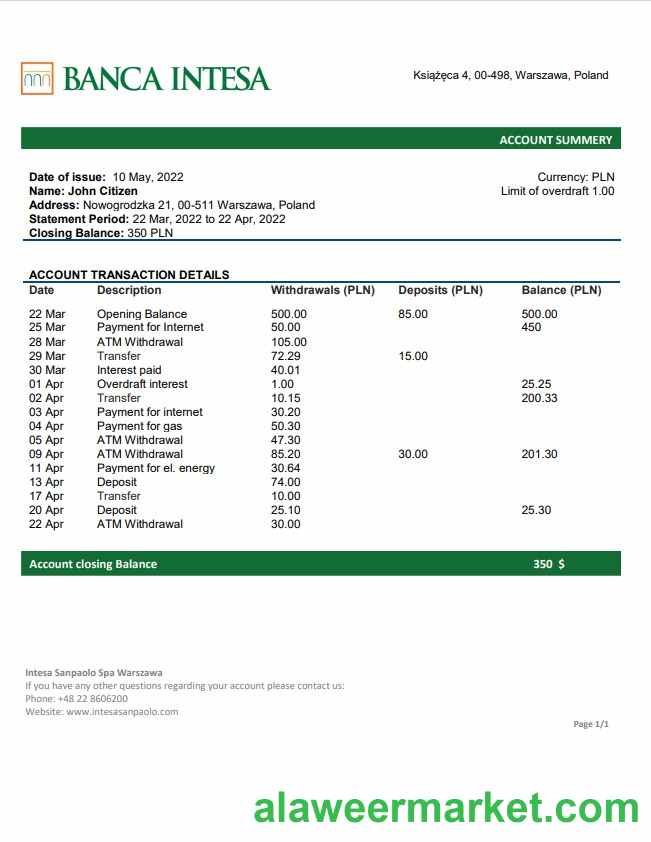 BANCA INTESA
Książęca 4, 00-498, Warszawa, Poland
ACCOUNT SUMMERY
Date of issue: 10 May, 2022
Currency: PLN
Name: John Citizen
Limit of overdraft 1.00
Address: Nowogrodzka 21, 00-511 Warszawa, Poland
Statement Period: 22 Mar, 2022 to 22 Apr, 2022
Closing Balance: 350 PLN
ACCOUNT TRANSACTION DETAILS
Date Description Withdrawals (PLN) Deposits (PLN) Balance (PLN)
22 Mar Opening Balance 500.00 85.00 500.00
25 Mar Payment for Internet 50.00 450
28 Mar ATM Withdrawal 105.00
29 Mar Transfer 72.29 15.00
30 Mar Interest paid 40.01
01 Apr Overdraft interest 1.00 25.25
02 Apr Transfer 10.15 200.33
03 Apr Payment for internet 30.20
04 Apr Payment for gas 50.30
05 Apr ATM Withdrawal 47.30
09 Apr ATM Withdrawal 85.20 30.00 201.30
11 Apr Payment for el. energy 30.64
13 Apr Deposit 74.00
17 Apr Transfer 10.00
20 Apr Deposit 25.10 25.30
22 Apr ATM Withdrawal 30.00
Account closing Balance 350 $
Intesa Sanpaolo Spa Warszawa
If you have any other questions regarding your account please contact us:
Phone: +48 22 8606200
Website: www.intesasanpaolo.com
Page 1/1
alaweermarket.com